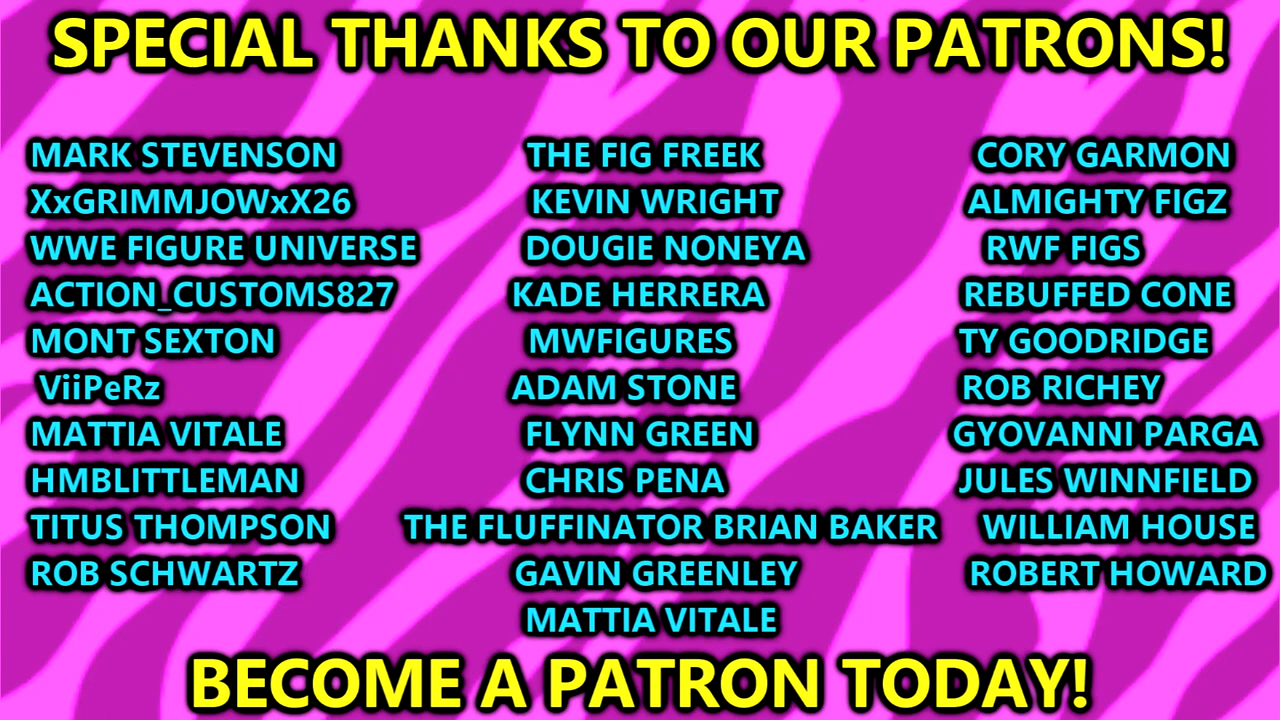 SPECIAL THANKS TO OUR PATRONS!
MARK STEVENSON THE FIG FREEK CORY GARMON
XxGRIMMJOWxX26 KEVIN WRIGHT ALMIGHTY FIGZ
WWE FIGURE UNIVERSE DOUGIE NONEYA RWF FIGS
ACTION_CUSTOMS827 KADE HERRERA REBUFFED CONE
MONT SEXTON MWFIGURES TY GOODRIDGE
ViiPeRz ADAM STONE ROB RICHEY
MATTIA VITALE FLYNN GREEN GYOVANNI PARGA
HMBLITTLEMAN CHRIS PENA JULES WINNFIELD
TITUS THOMPSON THE FLUFFINATOR BRIAN BAKER WILLIAM HOUSE
ROB SCHWARTZ GAVIN GREENLEY ROBERT HOWARD
MATTIA VITALE
BECOME A PATRON TODAY!